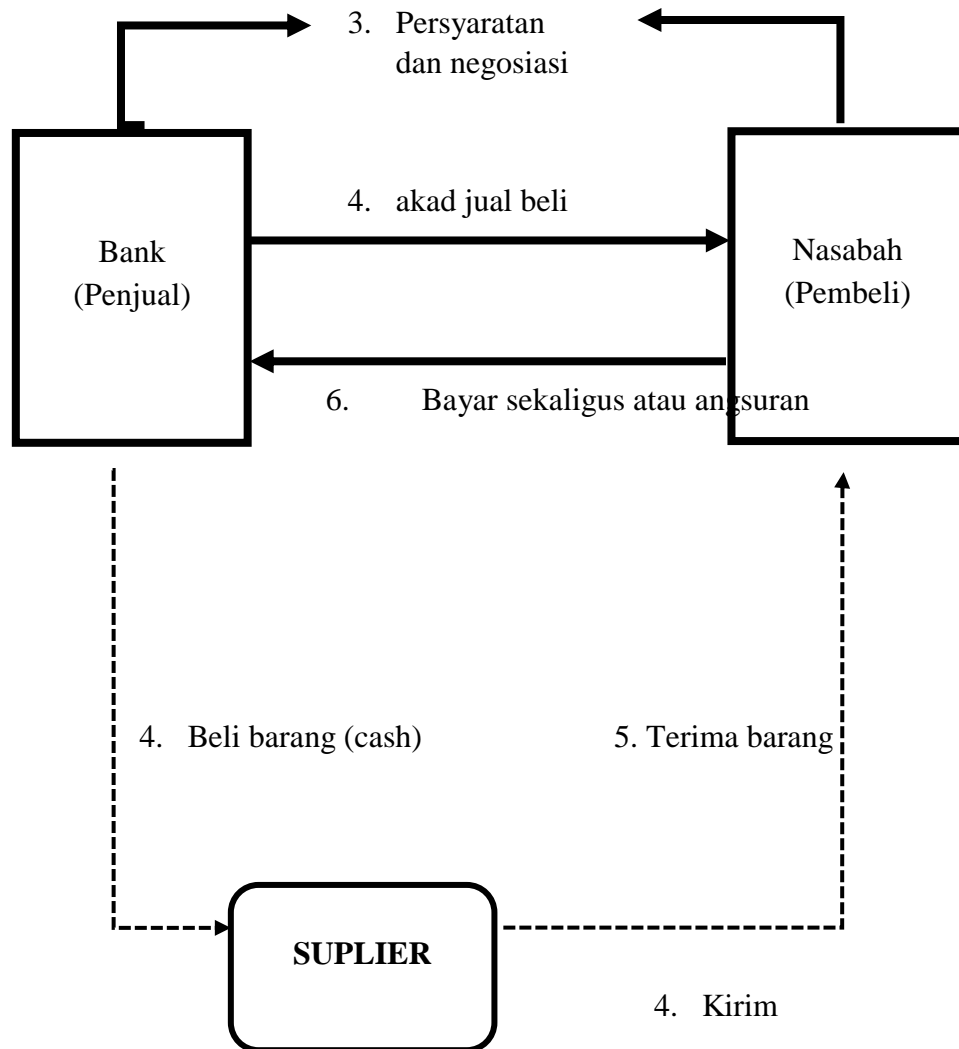 3. Persyaratan
dan negosiasi
4. akad jual beli
Bank
(Penjual)
Nasabah
(Pembeli)
6. Bayar sekaligus atau angsuran
4. Beli barang (cash)
5. Terima barang
SUPLIER
4. Kirim